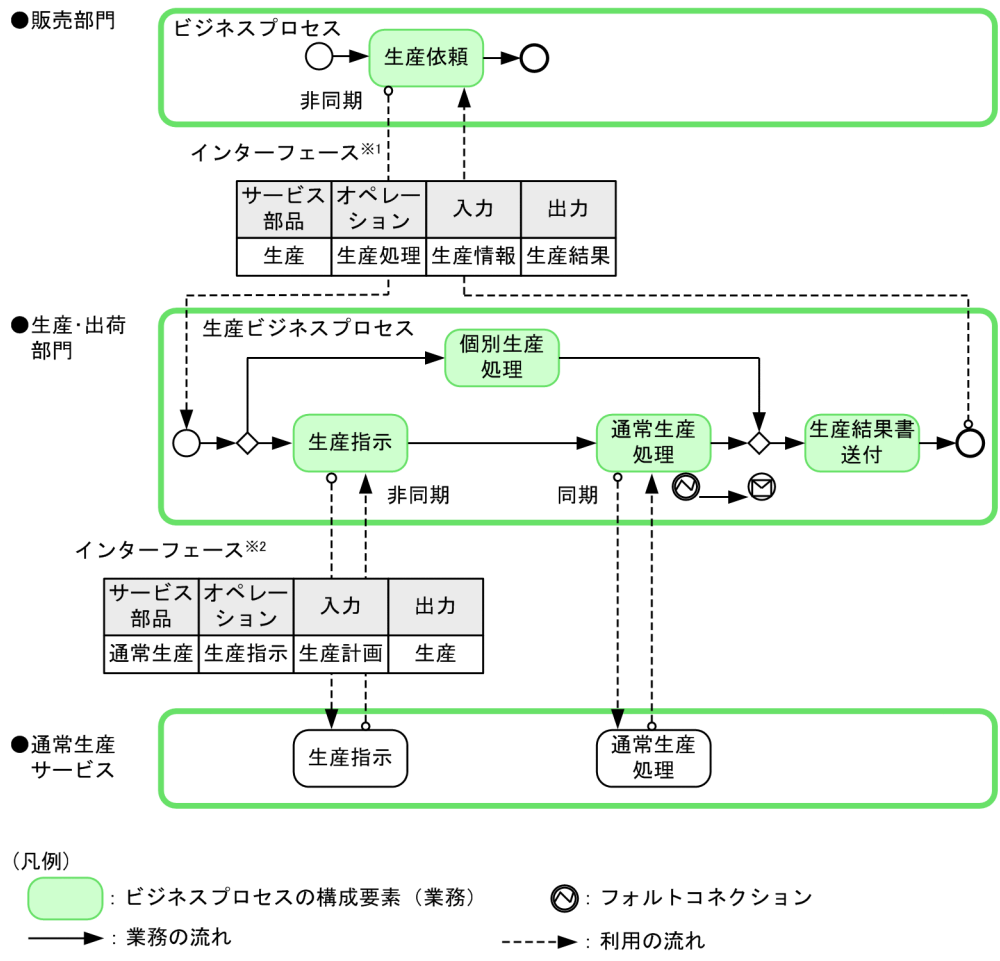 ●販売部門
ビジネスプロセス
生産依頼
非同期
インターフェース※1
サービス部品 オペレーション 入力 出力
生産 生産処理 生産情報 生産結果
●生産・出荷
部門
生産ビジネスプロセス
個別生産
処理
生産指示
通常生産
処理
生産結果書
送付
非同期
同期
インターフェース※2
サービス部品 オペレーション 入力 出力
通常生産 生産指示 生産計画 生産
●通常生産
サービス
生産指示
通常生産
処理
(凡例)
:ビジネスプロセスの構成要素(業務)
:フォルトコネクション
:業務の流れ
:利用の流れ